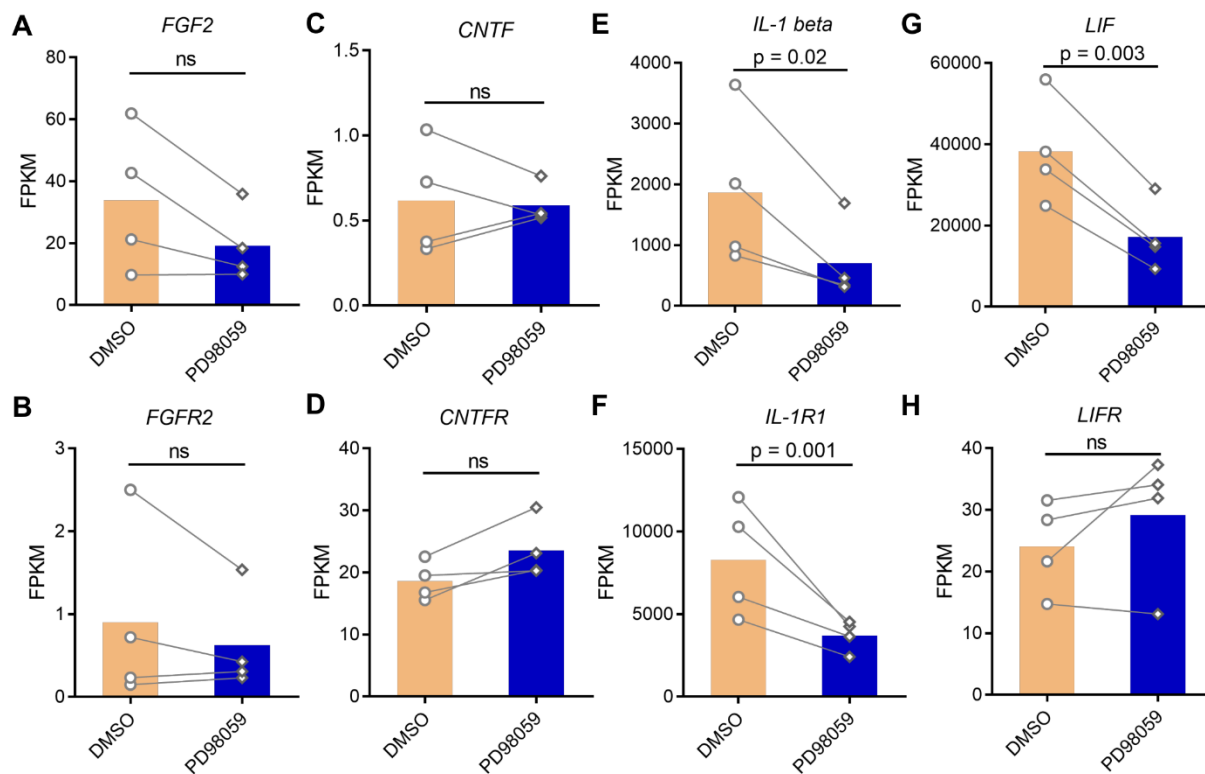 A
FGF2
ns
FPKM
80
60
40
20
0
DMSO
PD98059
C
CNTF
ns
FPKM
1.5
1.0
0.5
0.0
DMSO
PD98059
E
IL-1 beta
p = 0.02
FPKM
4000
3000
2000
1000
0
DMSO
PD98059
G
LIF
p = 0.003
FPKM
60000
40000
20000
0
DMSO
PD98059
B
FGFR2
ns
FPKM
3
2
1
0
DMSO
PD98059
D
CNTFR
ns
FPKM
40
30
20
10
0
DMSO
PD98059
F
IL-1R1
p = 0.001
FPKM
15000
10000
5000
0
DMSO
PD98059
H
LIFR
ns
FPKM
40
30
20
10
0
DMSO
PD98059